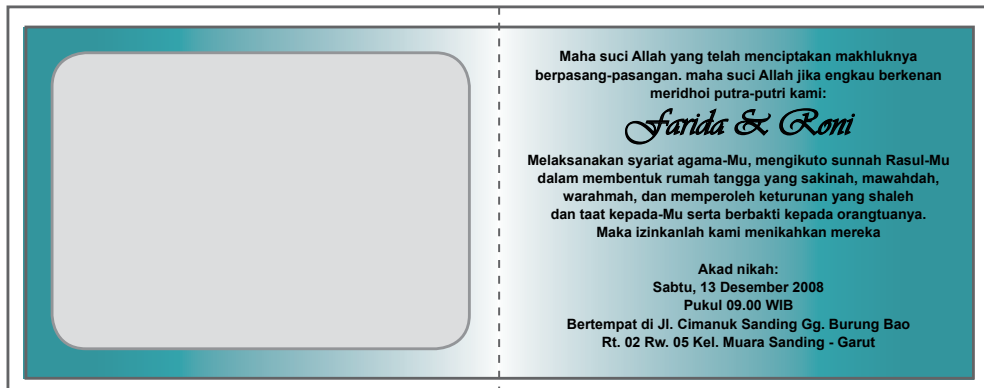 Maha suci Allah yang telah menciptakan makhluknya
berpasang-pasangan. maha suci Allah jika engkau berkenan
meridhoi putra-putri kami:
Farida & Roni
Melaksanakan syariat agama-Mu, mengikuto sunnah Rasul-Mu
dalam membentuk rumah tangga yang sakinah, mawahdah,
warahmah, dan memperoleh keturunan yang shaleh
dan taat kepada-Mu serta berbakti kepada orangtuanya.
Maka izinkanlah kami menikahkan mereka
Akad nikah:
Sabtu, 13 Desember 2008
Pukul 09.00 WIB
Bertempat di Jl. Cimanuk Sanding Gg. Burung Bao
Rt. 02 Rw. 05 Kel. Muara Sanding - Garut